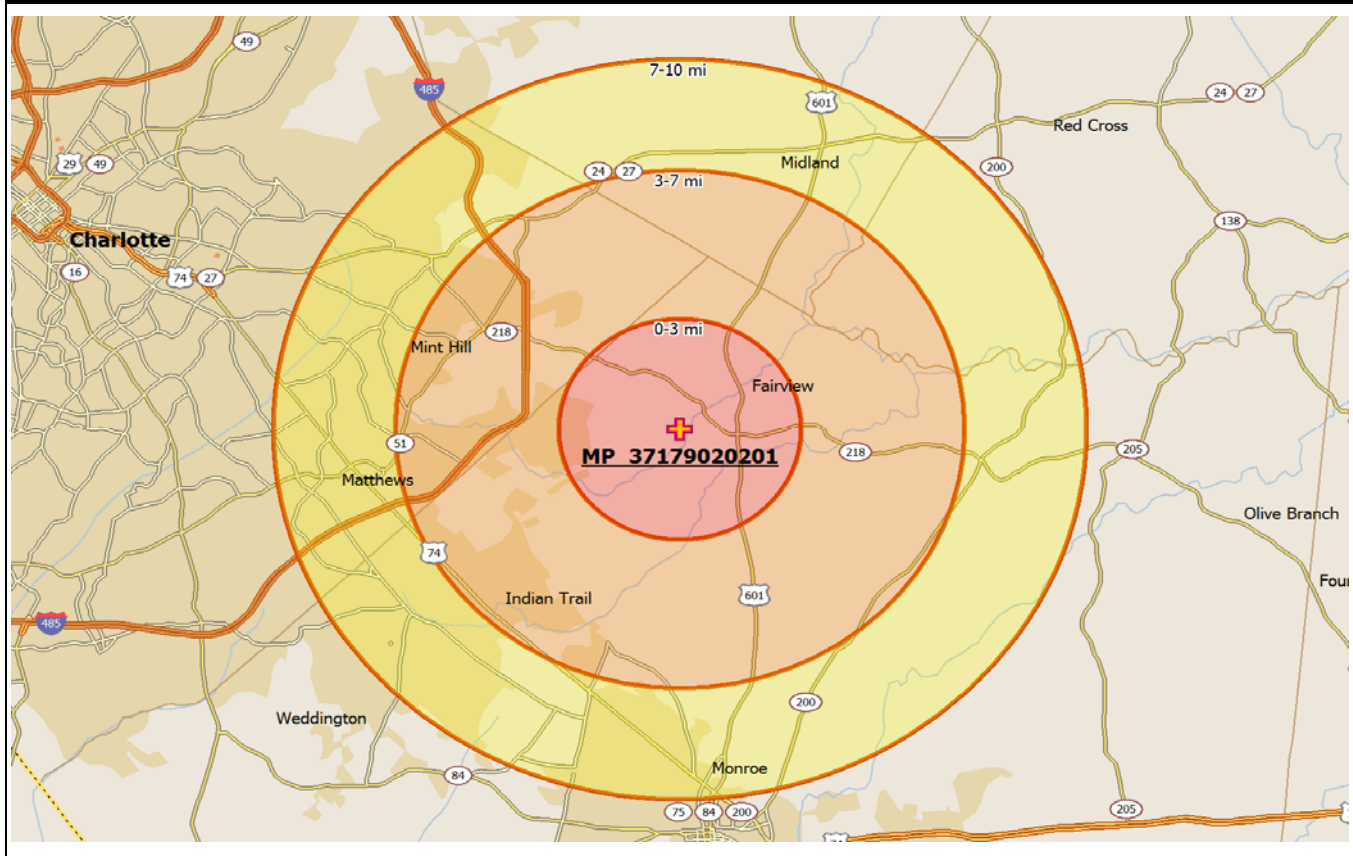 49
7-10 mi
485
601
24 27
Red Cross
29 49
Midland
200
24 27
3-7 mi
138
Charlotte
16
74 27
0-3 mi
218
Mint Hill
Fairview
MP 37179020201
51
218
205
Matthews
Olive Branch
74
Indian Trail
601
485
200
Weddington
Monroe
84
75 84 200
205